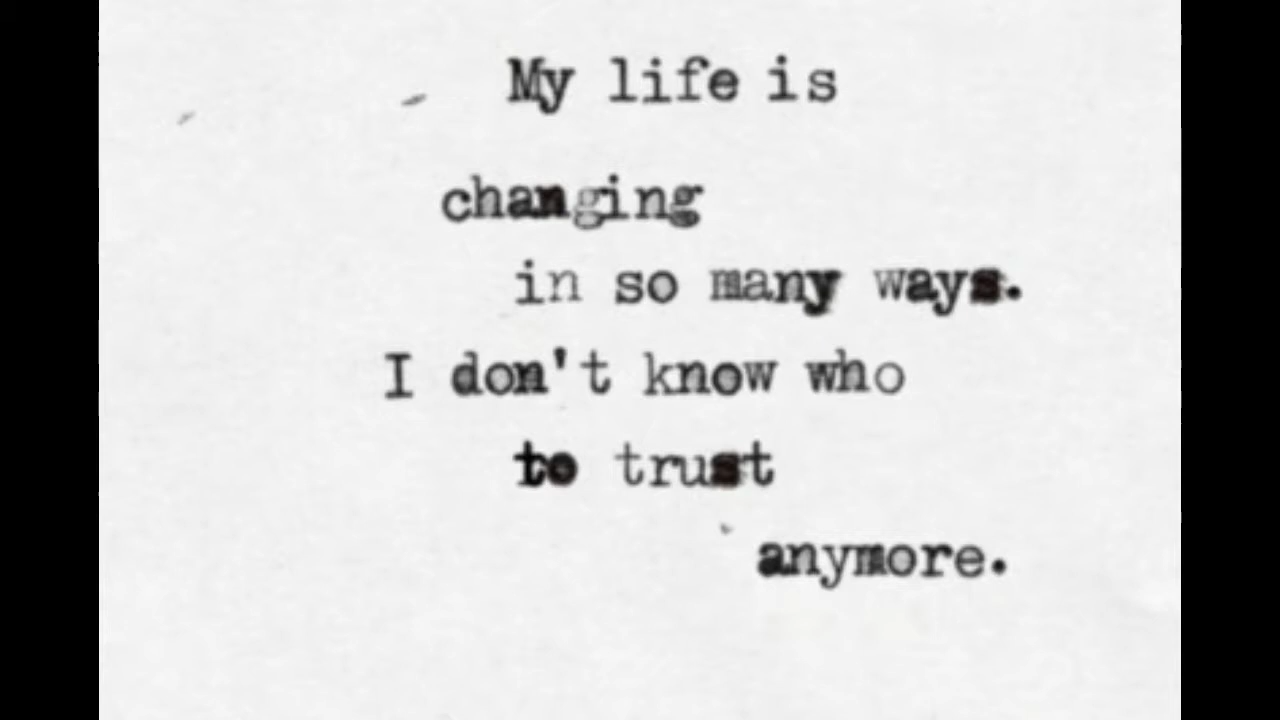 My life is
changing
in so many ways.
I don't know who
to trust
anymore.